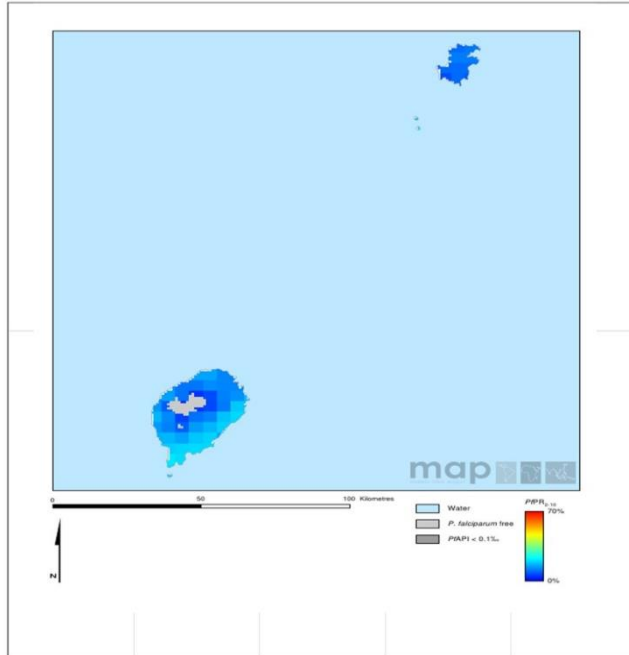 map
0 50 100 Kilometres
Water
P. falciparum free
PfAPI < 0.1‰
PfPR2-10
70%
0%
N